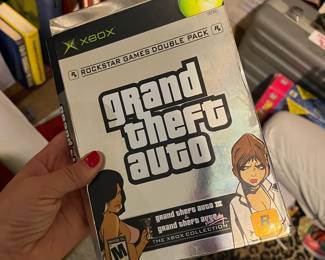 XBOX
ROCKSTAR GAMES DOUBLE PACK
grand
theft
auto
grand theft auto III
&
grand theft auto
THE XBOX COLLECTION
M
R